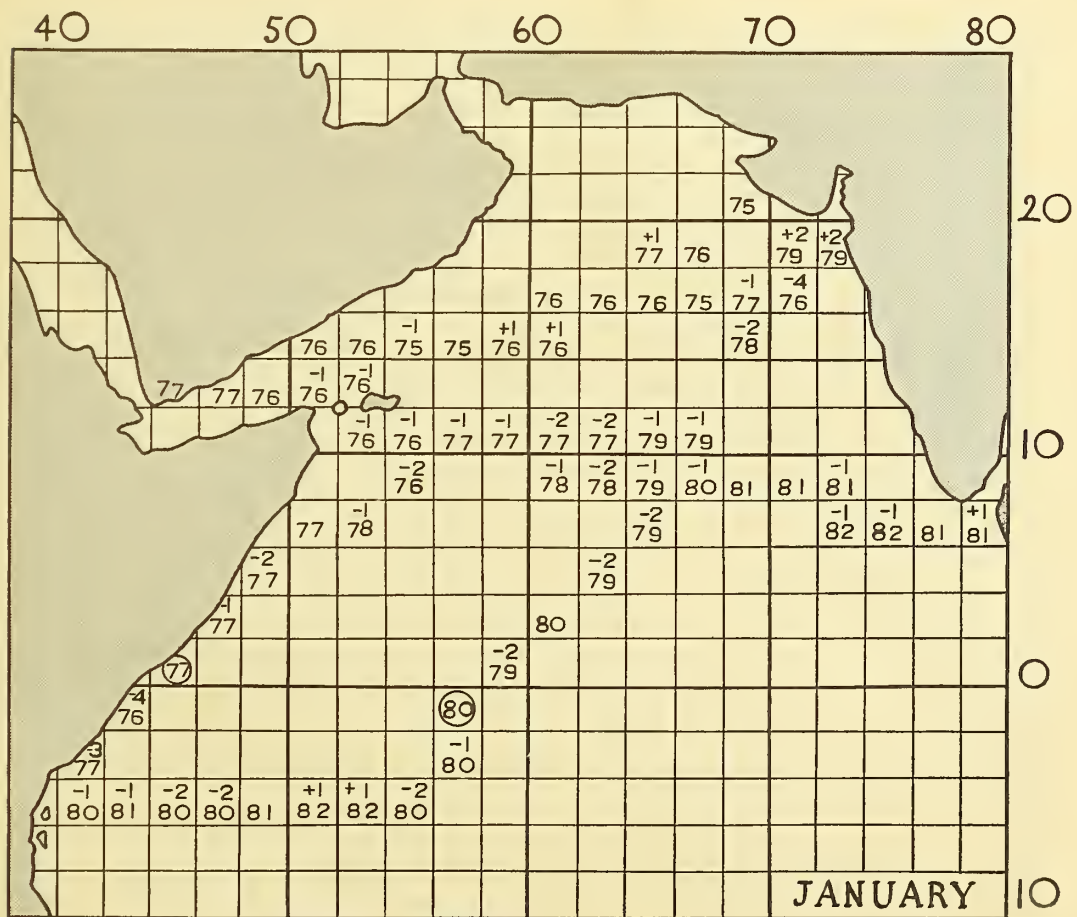 40 50 60 70 80
75
20
+1 +2 +2
77 76 79 79
-1 -4
76 76 76 75 77 76
-1 +1 +1 -2
76 76 75 75 76 76 78
-1 -1
77 77 76 76 76
-1 -1 -1 -1 -2 -2 -1 -1
76 76 77 77 77 77 79 79
10
-2 -1 -2 -1 -1 -1
76 78 78 79 80 81 81 81
-1 -2 -1 -1 +1
77 78 79 82 82 81 81
-2 -2
77 79
-1
77 80
-2
77 79
0
-4
76 80
-3 -1
77 80
-1 -1 -2 -2 +1 +1 -2
80 81 80 80 81 82 82 80
JANUARY 10